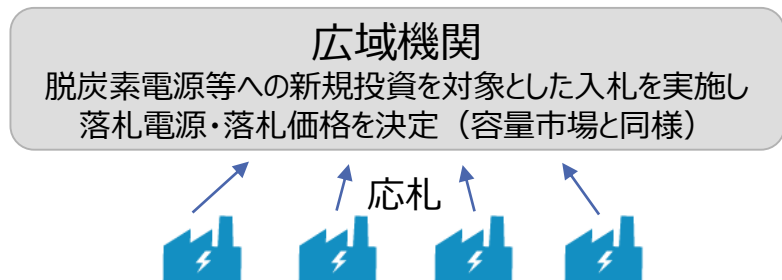 広域機関
脱炭素電源等への新規投資を対象とした入札を実施し
落札電源・落札価格を決定（容量市場と同様）
応札